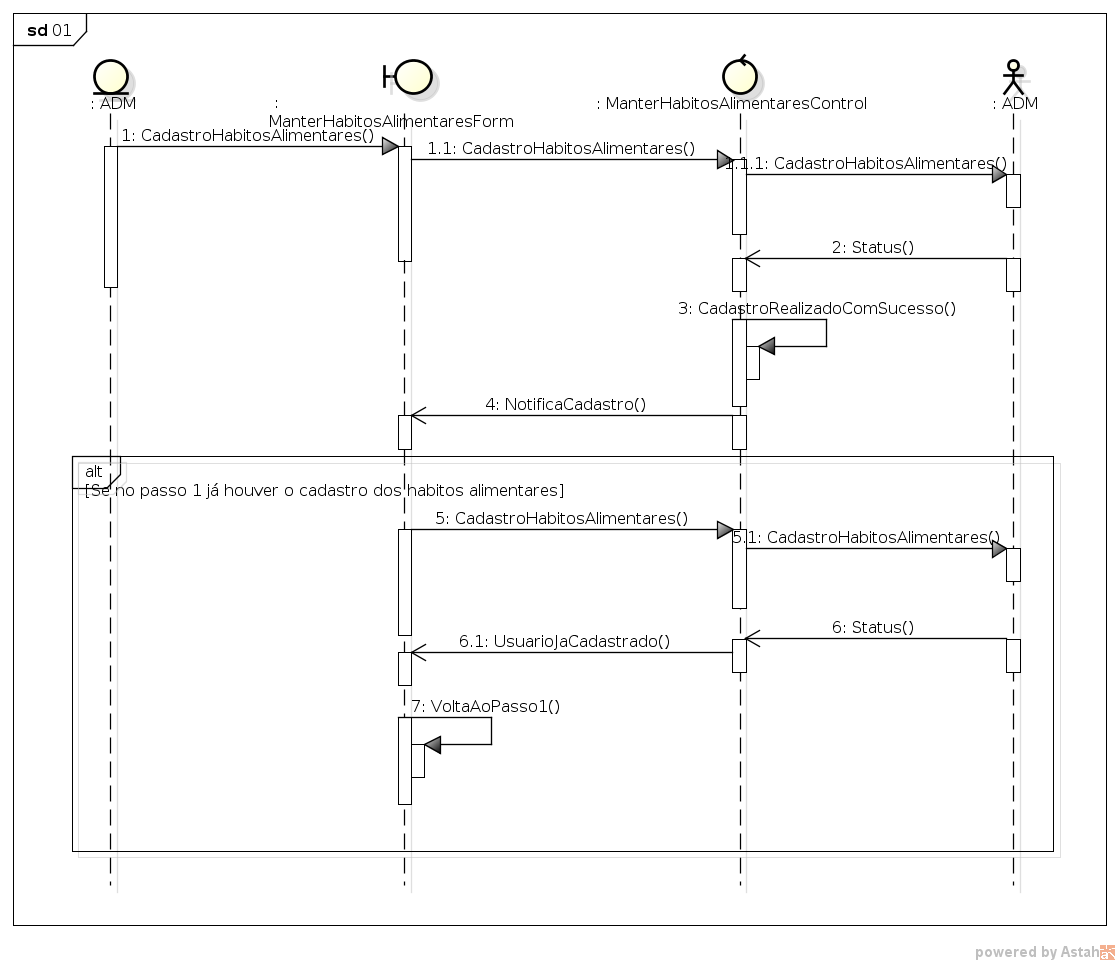 sd 01
: ADM
:
ManterHabitosAlimentaresForm
: ManterHabitosAlimentaresControl
: ADM
1: CadastroHabitosAlimentares()
1.1: CadastroHabitosAlimentares()
1.1.1: CadastroHabitosAlimentares()
2: Status()
3: CadastroRealizadoComSucesso()
4: NotificaCadastro()
alt
[Se no passo 1 já houver o cadastro dos habitos alimentares]
5: CadastroHabitosAlimentares()
5.1: CadastroHabitosAlimentares()
6: Status()
6.1: UsuarioJaCadastrado()
7: VoltaAoPasso1()
powered by Astah